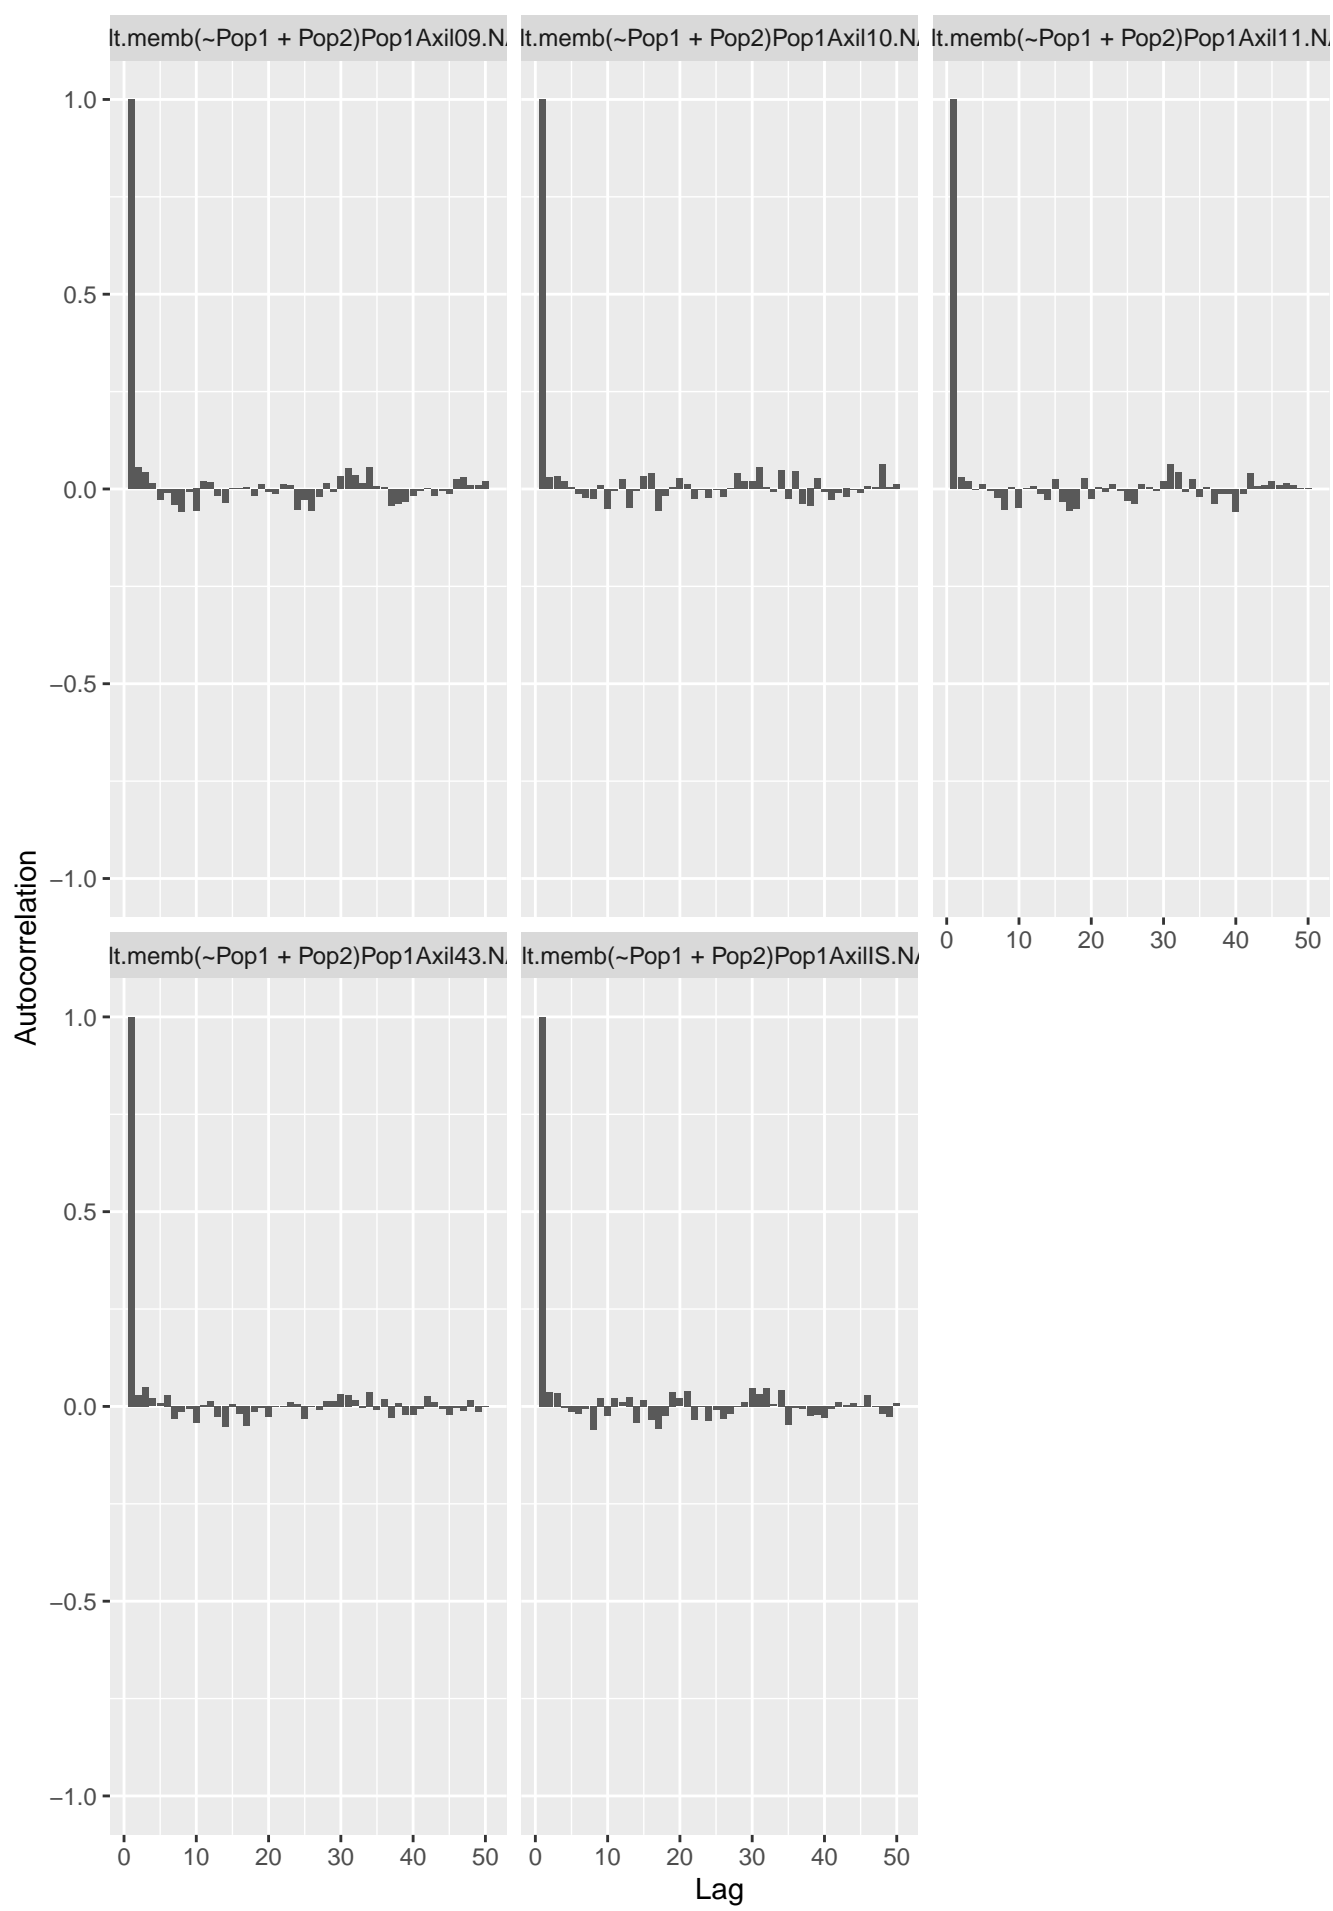 lt.memb(~Pop1 + Pop2)Pop1Axil09.N
lt.memb(~Pop1 + Pop2)Pop1Axil10.N
lt.memb(~Pop1 + Pop2)Pop1Axil11.N
1.0
0.5
0.0
−0.5
−1.0
0 10 20 30 40 50
Autocorrelation
lt.memb(~Pop1 + Pop2)Pop1Axil43.N
lt.memb(~Pop1 + Pop2)Pop1AxilIS.NA
1.0
0.5
0.0
−0.5
−1.0
0 10 20 30 40 50
0 10 20 30 40 50
Lag